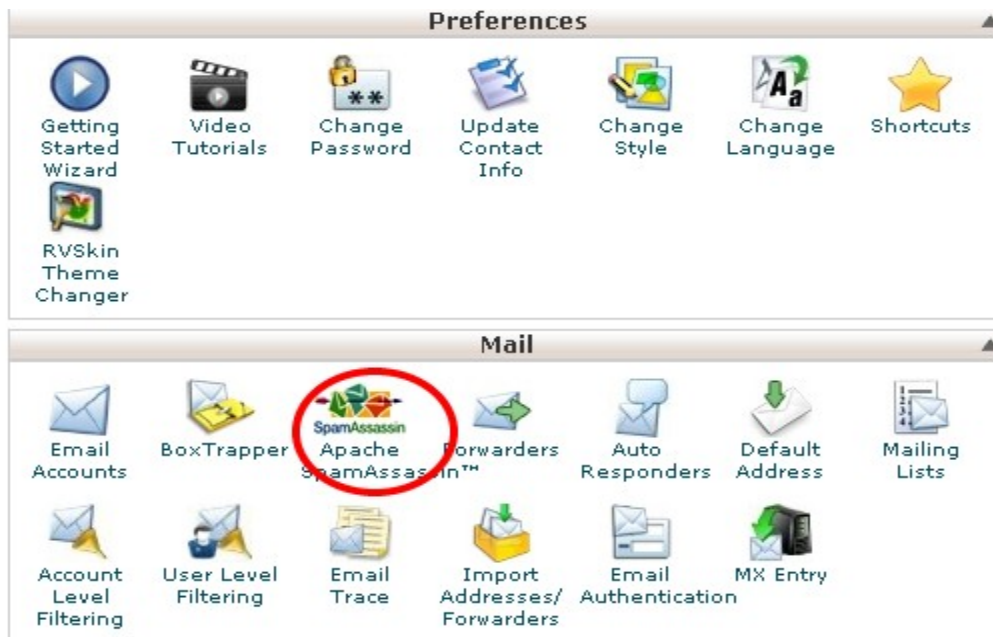 Preferences
Getting Started Wizard
Video Tutorials
** Change Password
Update Contact Info
Change Style
Aa Change Language
Shortcuts
RVSkin Theme Changer
Mail
Email Accounts
BoxTrapper
SpamAssassin
Apache SpamAssassin™
Forwarders
Auto Responders
Default Address
Mailing Lists
Account Level Filtering
User Level Filtering
Email Trace
Import Addresses/ Forwarders
Email Authentication
MX Entry